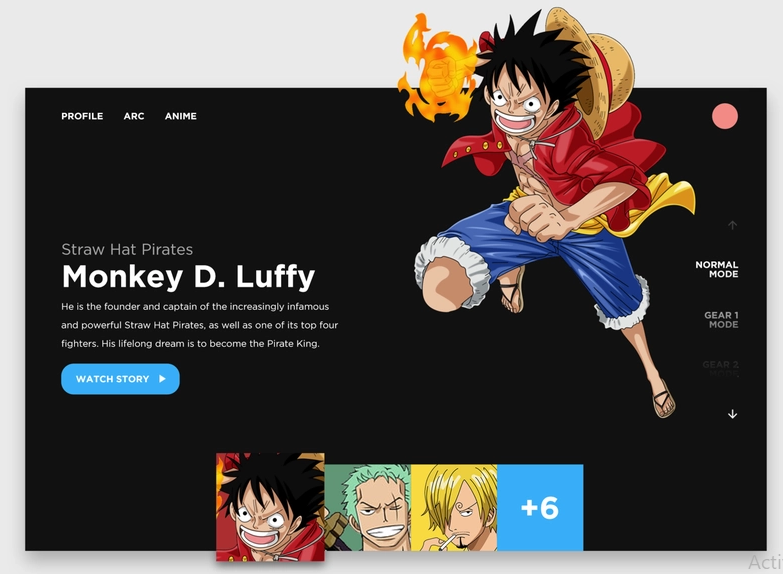 PROFILE ARC ANIME
Straw Hat Pirates
Monkey D. Luffy
He is the founder and captain of the increasingly infamous
and powerful Straw Hat Pirates, as well as one of its top four
fighters. His lifelong dream is to become the Pirate King.
WATCH STORY
NORMAL
MODE
GEAR 1
MODE
GEAR 2
+6
Acti